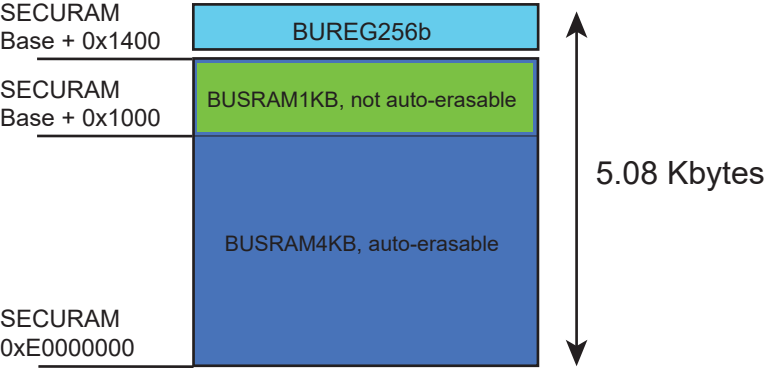 SECURAM
Base + 0x1400
BUREG256b
SECURAM
Base + 0x1000
BUSRAM1KB, not auto-erasable
5.08 Kbytes
BUSRAM4KB, auto-erasable
SECURAM
0xE0000000